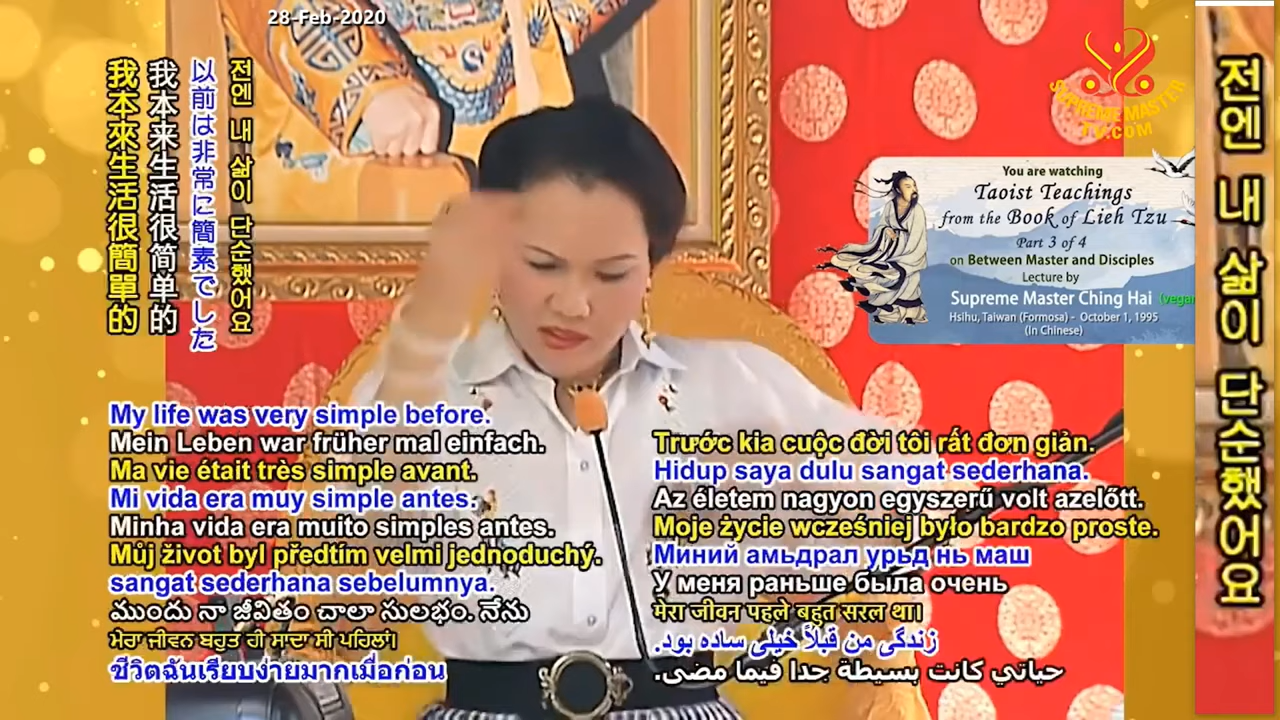 28-Feb-2020
전엔 내 삶이 단순했어요
以前は非常に簡素でした
我本来生活很简单的
我本來生活很簡單的
SUPREME MASTER
TV.COM
You are watching
Taoist Teachings
from the Book of Lieh Tzu
Part 3 of 4
on Between Master and Disciples
Lecture by
Supreme Master Ching Hai (vegan
Hsihu, Taiwan (Formosa) - October 1, 1995
(In Chinese)
전엔 내 삶이 단순했어요
My life was very simple before.
Mein Leben war früher mal einfach.
Ma vie était très simple avant.
Mi vida era muy simple antes.
Minha vida era muito simples antes.
Můj život byl předtím velmi jednoduchý.
sangat sederhana sebelumnya.
ముందు నా జీవితం చాలా సులభం. నేను
ਮੇਰਾ ਜੀਵਨ ਬਹੁਤ ਹੀ ਸਾਦਾ ਸੀ ਪਹਿਲਾਂ।
ชีวิตฉันเรียบง่ายมากเมื่อก่อน
Trước kia cuộc đời tôi rất đơn giản.
Hidup saya dulu sangat sederhana.
Az életem nagyon egyszerű volt azelőtt.
Moje życie wcześniej było bardzo proste.
Миний амьдрал урьд нь маш
У меня раньше была очень
मेरा जीवन पहले बहुत सरल था।
زندگی من قبلاً خیلی ساده بود.
حياتي كانت بسيطة جدا فيما مضى.